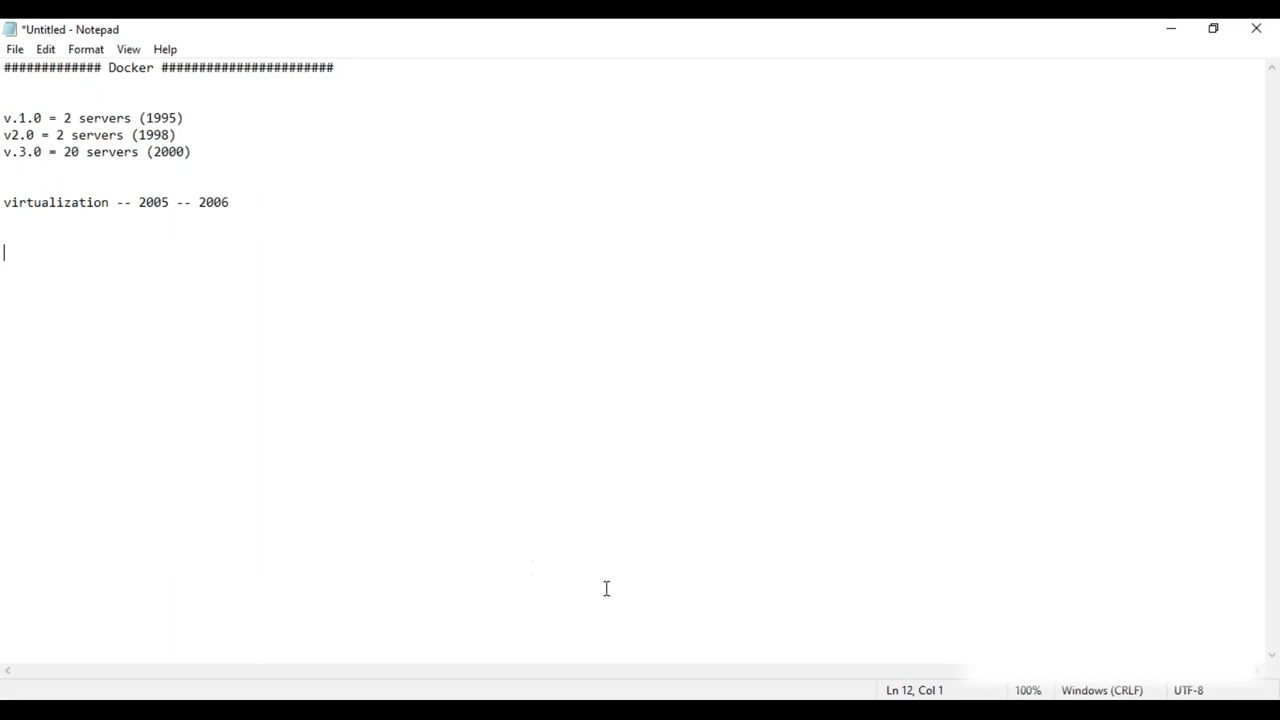 *Untitled - Notepad
File Edit Format View Help
############# Docker #######################
v.1.0 = 2 servers (1995)
v2.0 = 2 servers (1998)
v.3.0 = 20 servers (2000)
virtualization -- 2005 -- 2006
Ln 12, Col 1 100% Windows (CRLF) UTF-8